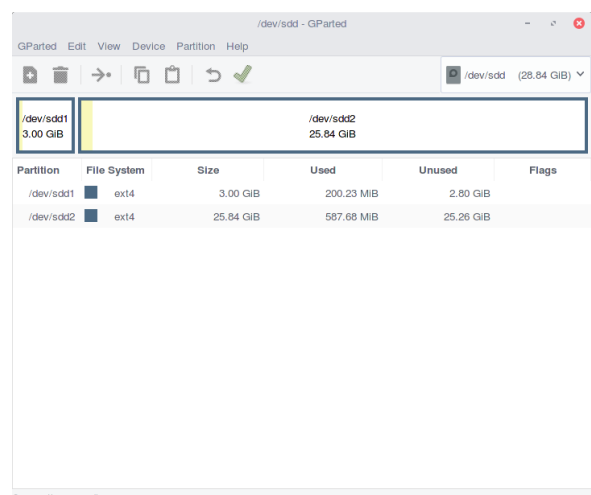 /dev/sdd - GParted
GParted Edit View Device Partition Help
/dev/sdd (28.84 GiB)
/dev/sdd1
3.00 GiB
/dev/sdd2
25.84 GiB
Partition File System Size Used Unused Flags
/dev/sdd1 ext4 3.00 GiB 200.23 MiB 2.80 GiB
/dev/sdd2 ext4 25.84 GiB 587.68 MiB 25.26 GiB